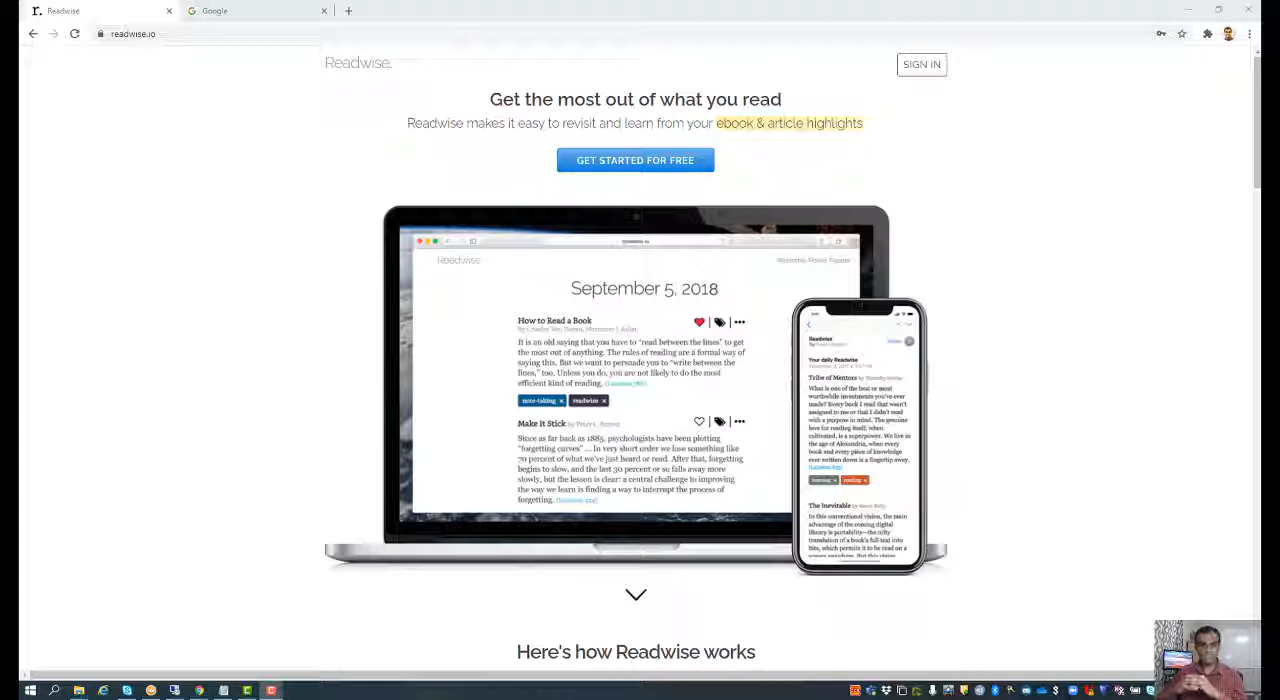 Readwise
Google
readwise.io
Readwise.
SIGN IN
Get the most out of what you read
Readwise makes it easy to revisit and learn from your ebook & article highlights
GET STARTED FOR FREE
Readwise
September 5, 2018
How to Read a Book
It is an old saying that you have to "read between the lines" to get
the most out of anything. The rules of reading are a formal way of
saying this. But we want to persuade you to "write between the
lines," too. Unless you do, you are not likely to do the most
efficient kind of reading.
note-taking x readwise x
Make It Stick by Peter C. Brown
Store as far back as 1885, psychologists have been plotting
"forgetting curves" ... In very short order we lose something like
70 percent of what we've just heard or read. After that, forgetting
begins to slow, and the last 30 percent or so falls away more
slowly, but the lesson is clear: a central challenge to improving
the way we learn is finding a way to interrupt the process of
forgetting.
Readwise
Your daily Readwise
Tribe of Mentors by
What is one of the best or most
worthwhile investments you've ever
made? Every book I read that wasn't
assigned to me or that I didn't read
with a purpose in mind. The genuine
love for reading itself, when
cultivated, is a superpower. We live in
the age of Alexandria, when every
book and every piece of knowledge
ever written down is a fingertip away.
reading x
The Inevitable by Kevin Kelly
In this conventional vision, the main
advantage of the coming digital
library is portability—the nifty
translation of a book's full text into
bits, which permits it to be read on a
Here's how Readwise works